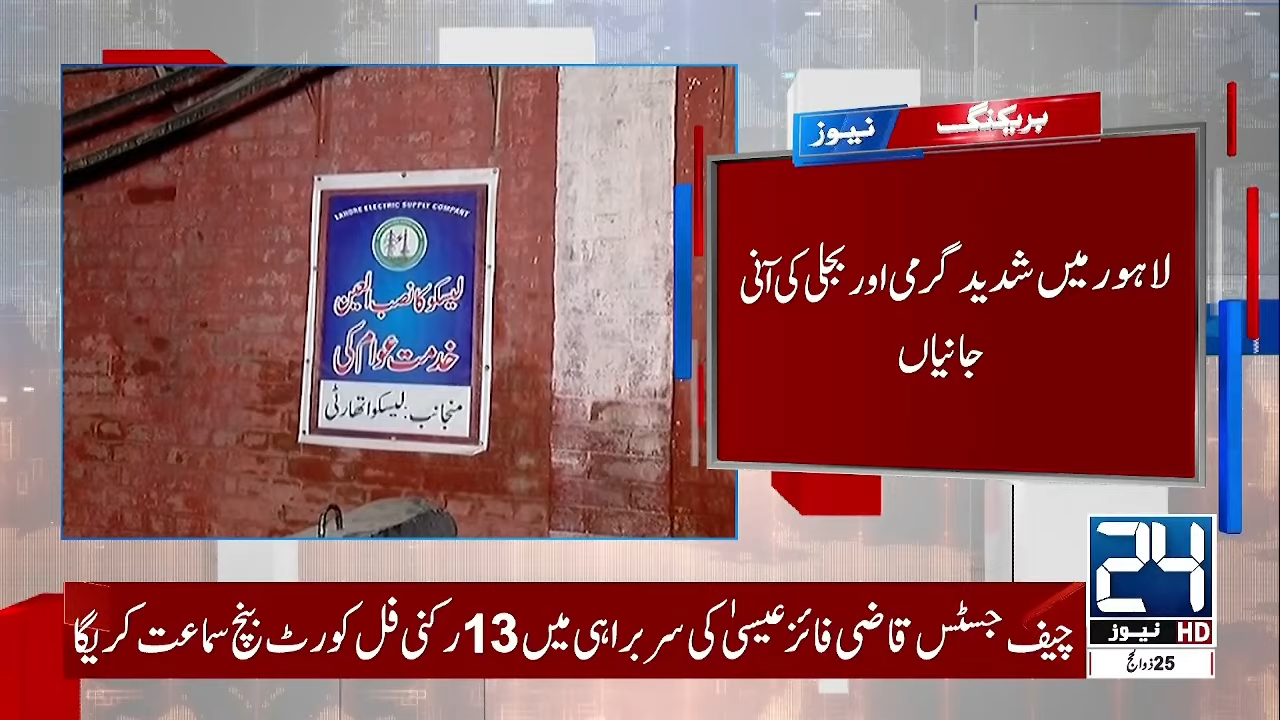 بریکنگ نیوز
لاہور میں شدید گرمی اور بجلی کی آنی
جانیاں
LAHORE ELECTRIC SUPPLY COMPANY
لیسکو کا نصب العین
خدمت عوام کی
منجانب: لیسکو اتھارٹی
چیف جسٹس قاضی فائز عیسیٰ کی سربراہی میں 13 رکنی فل کورٹ بینچ سماعت کریگا
24
نیوز HD
25 ذوالحج